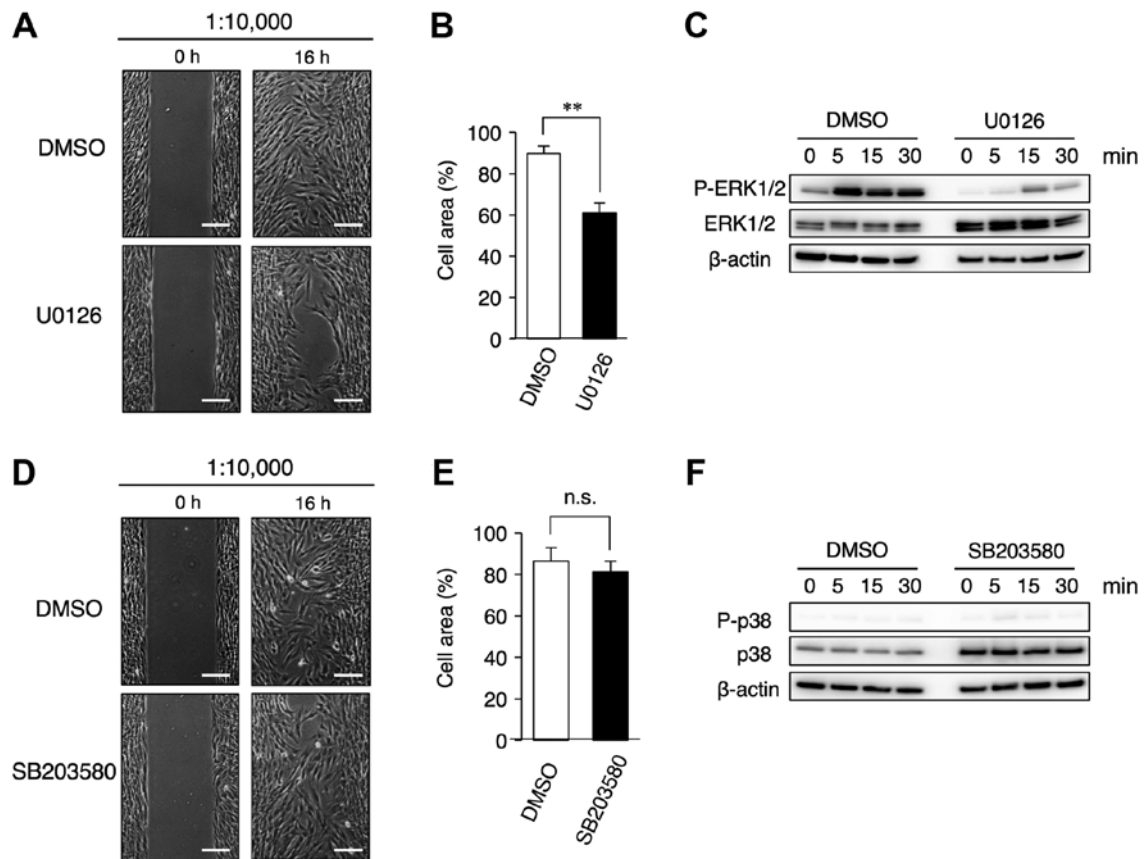 A
1:10,000
0 h 16 h
DMSO
U0126
B
**
100
80
60
40
20
0
Cell area (%)
DMSO
U0126
C
DMSO U0126
0 5 15 30 0 5 15 30 min
P-ERK1/2
ERK1/2
β-actin
D
1:10,000
0 h 16 h
DMSO
SB203580
E
n.s.
100
80
60
40
20
0
Cell area (%)
DMSO
SB203580
F
DMSO SB203580
0 5 15 30 0 5 15 30 min
P-p38
p38
β-actin